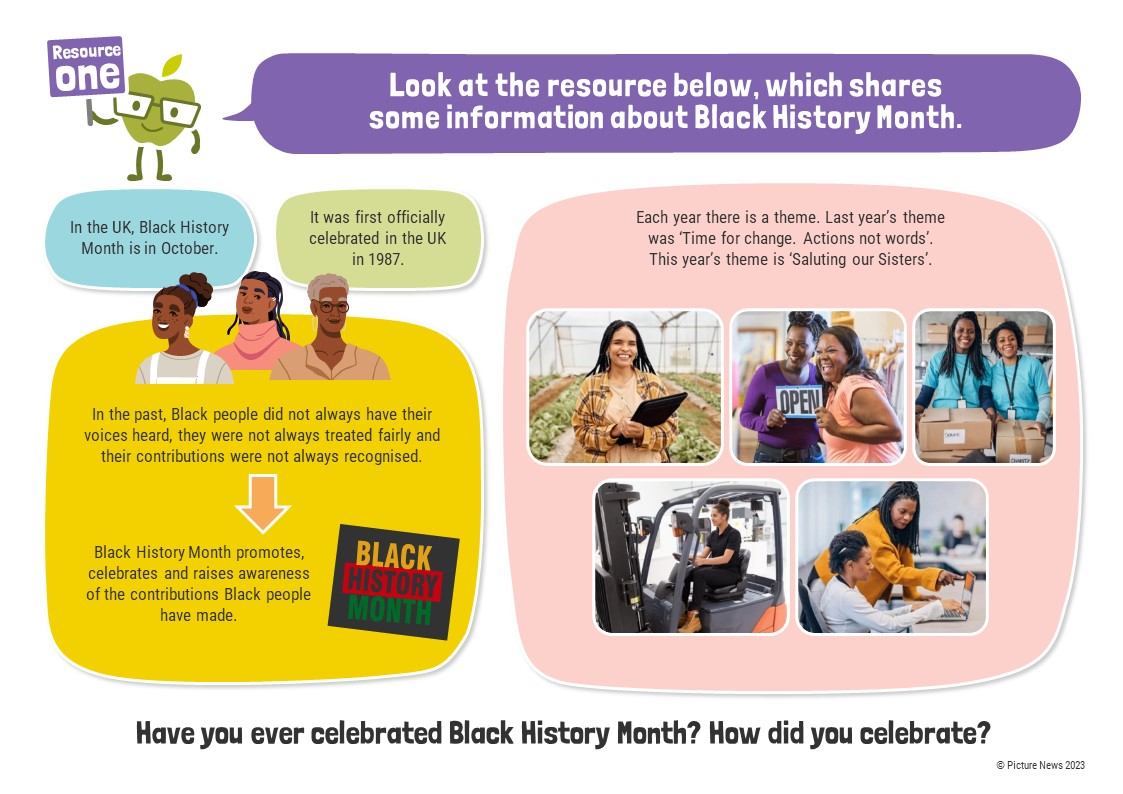 Resource
one
Look at the resource below, which shares
some information about Black History Month.
In the UK, Black History
Month is in October.
It was first officially
celebrated in the UK
in 1987.
In the past, Black people did not always have their
voices heard, they were not always treated fairly and
their contributions were not always recognised.
Black History Month promotes,
celebrates and raises awareness
of the contributions Black people
have made.
BLACK
HISTORY
MONTH
Each year there is a theme. Last year's theme
was ‘Time for change. Actions not words’.
This year's theme is ‘Saluting our Sisters’.
OPEN
DONATE
CHARITY
Have you ever celebrated Black History Month? How did you celebrate?
© Picture News 2023